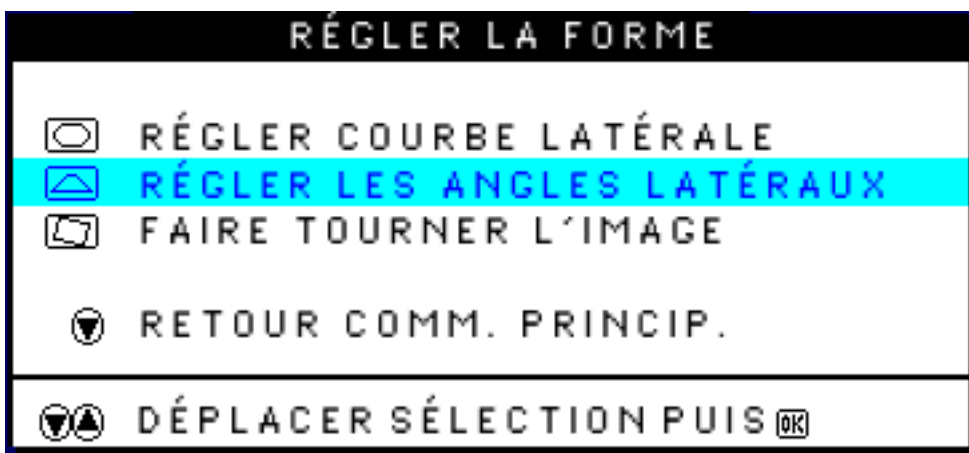 RÉGLER LA FORME
RÉGLER COURBE LATÉRALE
RÉGLER LES ANGLES LATÉRAUX
FAIRE TOURNER L´IMAGE
RETOUR COMM. PRINCIP.
DÉPLACER SÉLECTION PUIS OK